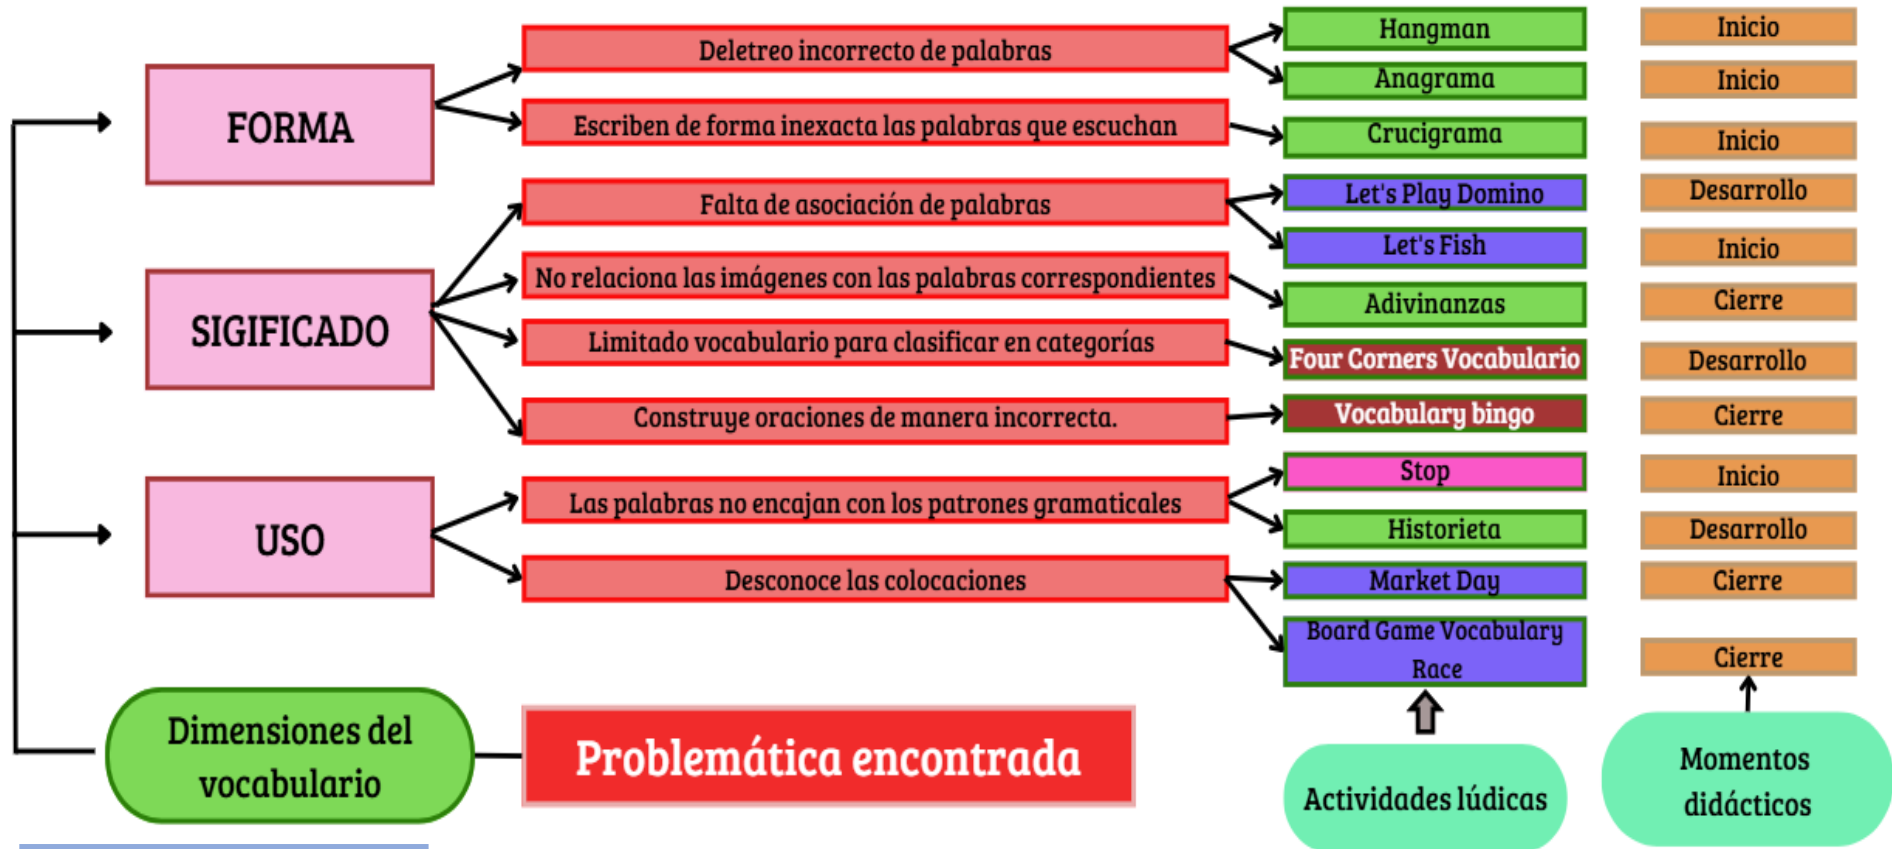 FORMA
SIGIFICADO
USO
Dimensiones del
vocabulario
Deletreo incorrecto de palabras
Escriben de forma inexacta las palabras que escuchan
Falta de asociación de palabras
No relaciona las imágenes con las palabras correspondientes
Limitado vocabulario para clasificar en categorías
Construye oraciones de manera incorrecta.
Las palabras no encajan con los patrones gramaticales
Desconoce las colocaciones
Problemática encontrada
Hangman
Anagrama
Crucigrama
Let's Play Domino
Let's Fish
Adivinanzas
Four Corners Vocabulario
Vocabulary bingo
Stop
Historieta
Market Day
Board Game Vocabulary
Race
Actividades lúdicas
Inicio
Inicio
Inicio
Desarrollo
Inicio
Cierre
Desarrollo
Cierre
Inicio
Desarrollo
Cierre
Cierre
Momentos
didácticos